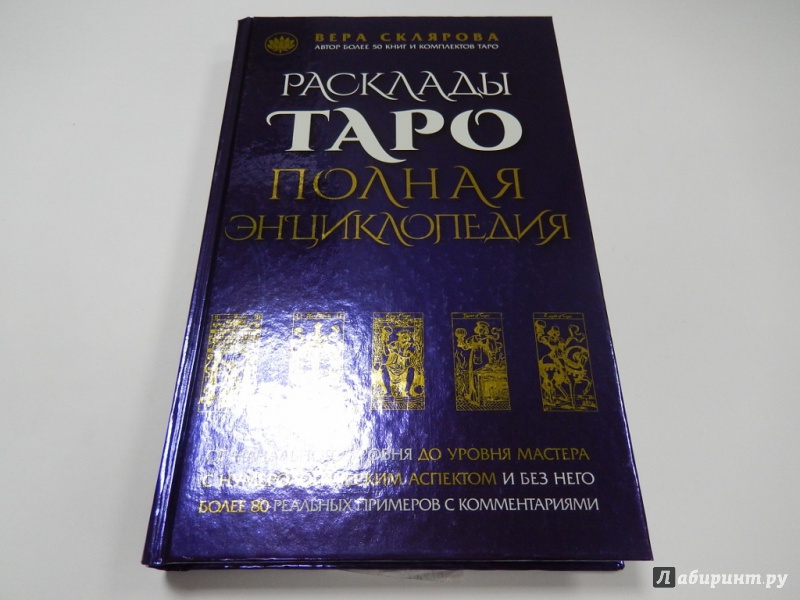 ВЕРА СКЛЯРОВА
АВТОР БОЛЕЕ 50 КНИГ И КОМПЛЕКТОВ ТАРО
РАСКЛАДЫ
ТАРО
ПОЛНАЯ
ЭНЦИКЛОПЕДИЯ
ДО УРОВНЯ МАСТЕРА
С АСПЕКТОМ И БЕЗ НЕГО
БОЛЕЕ 80 РЕАЛЬНЫХ ПРИМЕРОВ С КОММЕНТАРИЯМИ
Лабиринт.ру